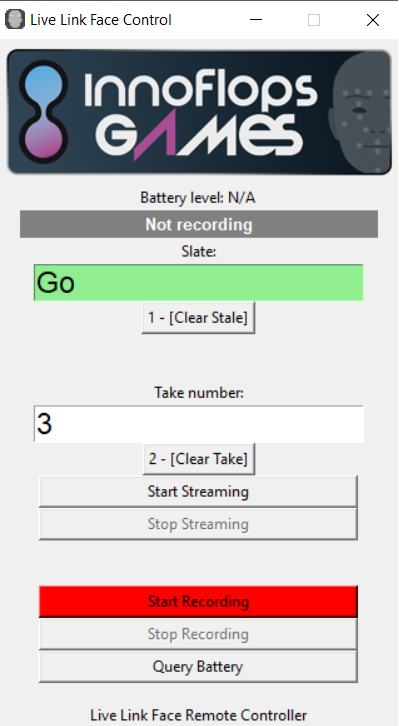 Live Link Face Control
Innoflops
GAMES
Battery level: N/A
Not recording
Slate:
Go
1 - [Clear Stale]
Take number:
3
2 - [Clear Take]
Start Streaming
Stop Streaming
Start Recording
Stop Recording
Query Battery
Live Link Face Remote Controller